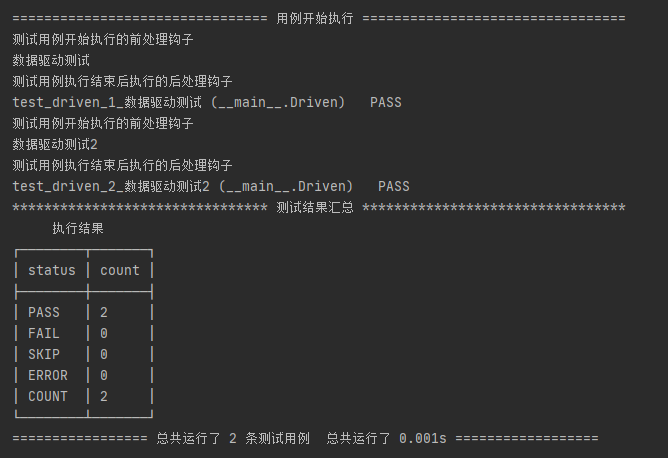 ================================ 用例开始执行 =================================
测试用例开始执行的前处理钩子
数据驱动测试
测试用例执行结束后执行的后处理钩子
test_driven_1_数据驱动测试 (__main__.Driven)   PASS
测试用例开始执行的前处理钩子
数据驱动测试2
测试用例执行结束后执行的后处理钩子
test_driven_2_数据驱动测试2 (__main__.Driven)   PASS
******************************** 测试结果汇总 *********************************
执行结果
status count
PASS 2
FAIL 0
SKIP 0
ERROR 0
COUNT 2
================= 总共运行了 2 条测试用例  总共运行了 0.001s ==================